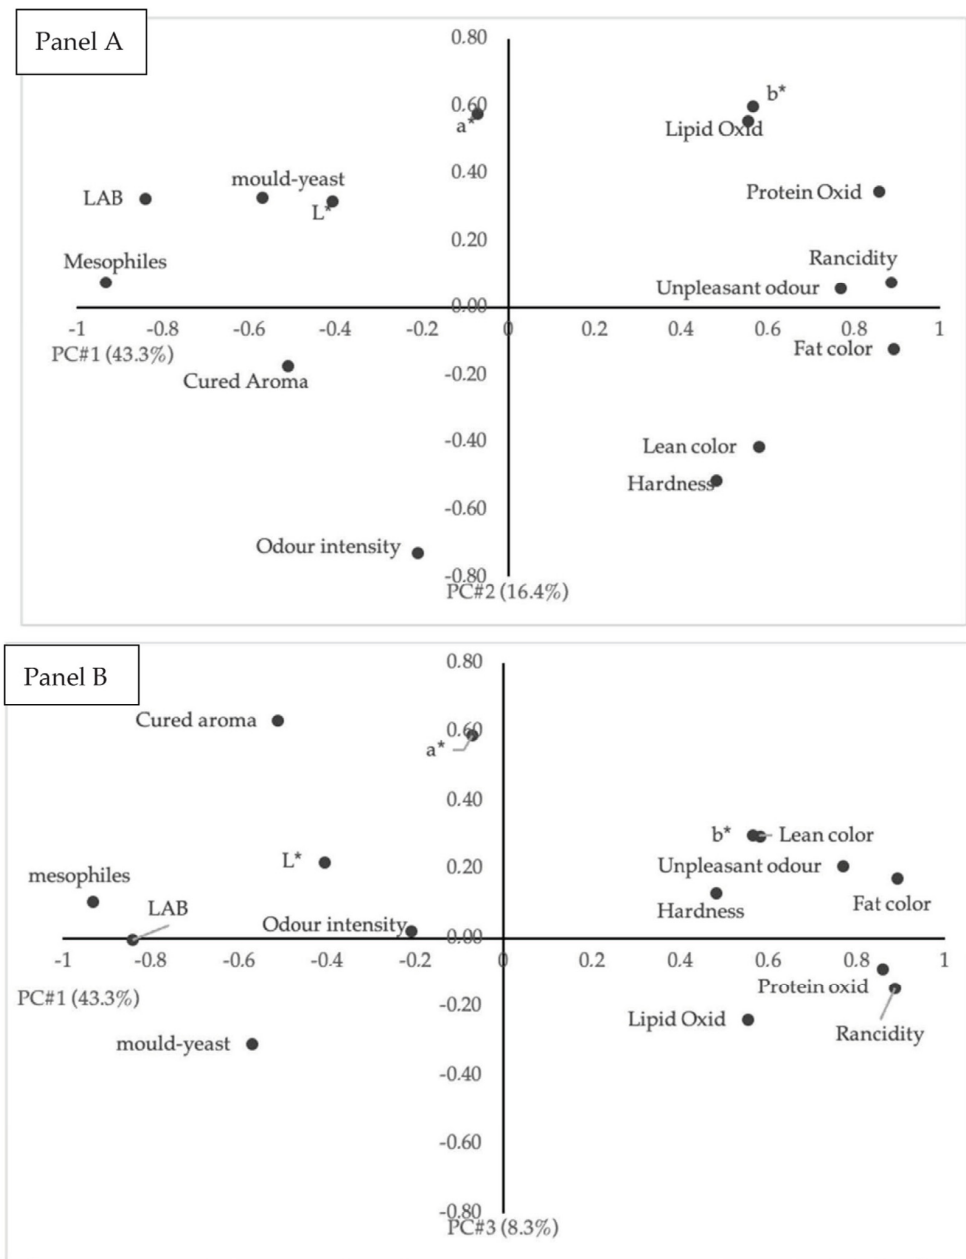 Panel A
0.80
b*
0.60
a*
Lipid Oxid
0.40
mould-yeast
LAB
L*
Protein Oxid
0.20
Mesophiles
Rancidity
Unpleasant odour
0.00
-1 -0.8 -0.6 -0.4 -0.2 0 0.2 0.4 0.6 0.8 1
PC#1 (43.3%)
Fat color
-0.20
Cured Aroma
-0.40
Lean color
Hardness
-0.60
Odour intensity
-0.80
PC#2 (16.4%)
Panel B
0.80
Cured aroma
0.60
a*
0.40
b* Lean color
L*
Unpleasant odour
0.20
mesophiles
Fat color
LAB
Hardness
Odour intensity
0.00
-1 -0.8 -0.6 -0.4 -0.2 0 0.2 0.4 0.6 0.8 1
PC#1 (43.3%)
Protein oxid
-0.20
Lipid Oxid
Rancidity
mould-yeast
-0.40
-0.60
-0.80
PC#3 (8.3%)